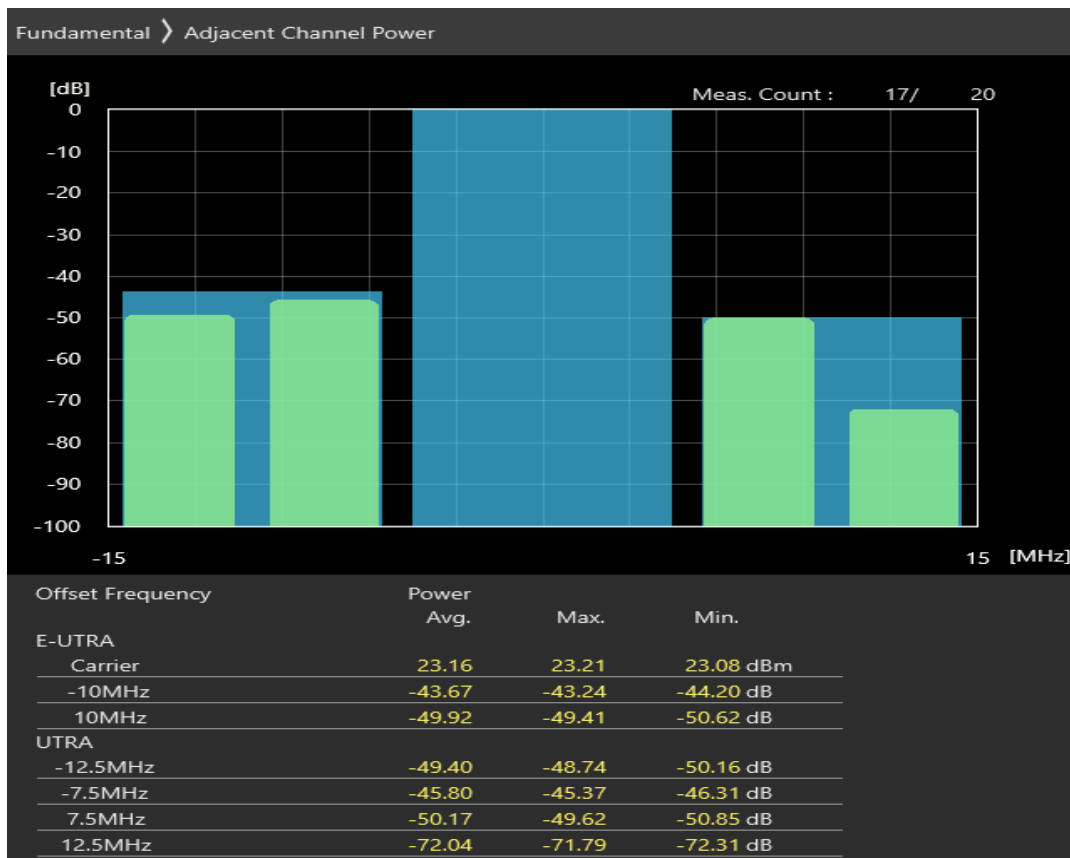 Fundamental 〉 Adjacent Channel Power
[dB]
Meas. Count : 17/ 20
0
-10
-20
-30
-40
-50
-60
-70
-80
-90
-100
-15 15 [MHz]
Offset Frequency Power
Avg. Max. Min.
E-UTRA
Carrier 23.16 23.21 23.08 dBm
-10MHz -43.67 -43.24 -44.20 dB
10MHz -49.92 -49.41 -50.62 dB
UTRA
-12.5MHz -49.40 -48.74 -50.16 dB
-7.5MHz -45.80 -45.37 -46.31 dB
7.5MHz -50.17 -49.62 -50.85 dB
12.5MHz -72.04 -71.79 -72.31 dB